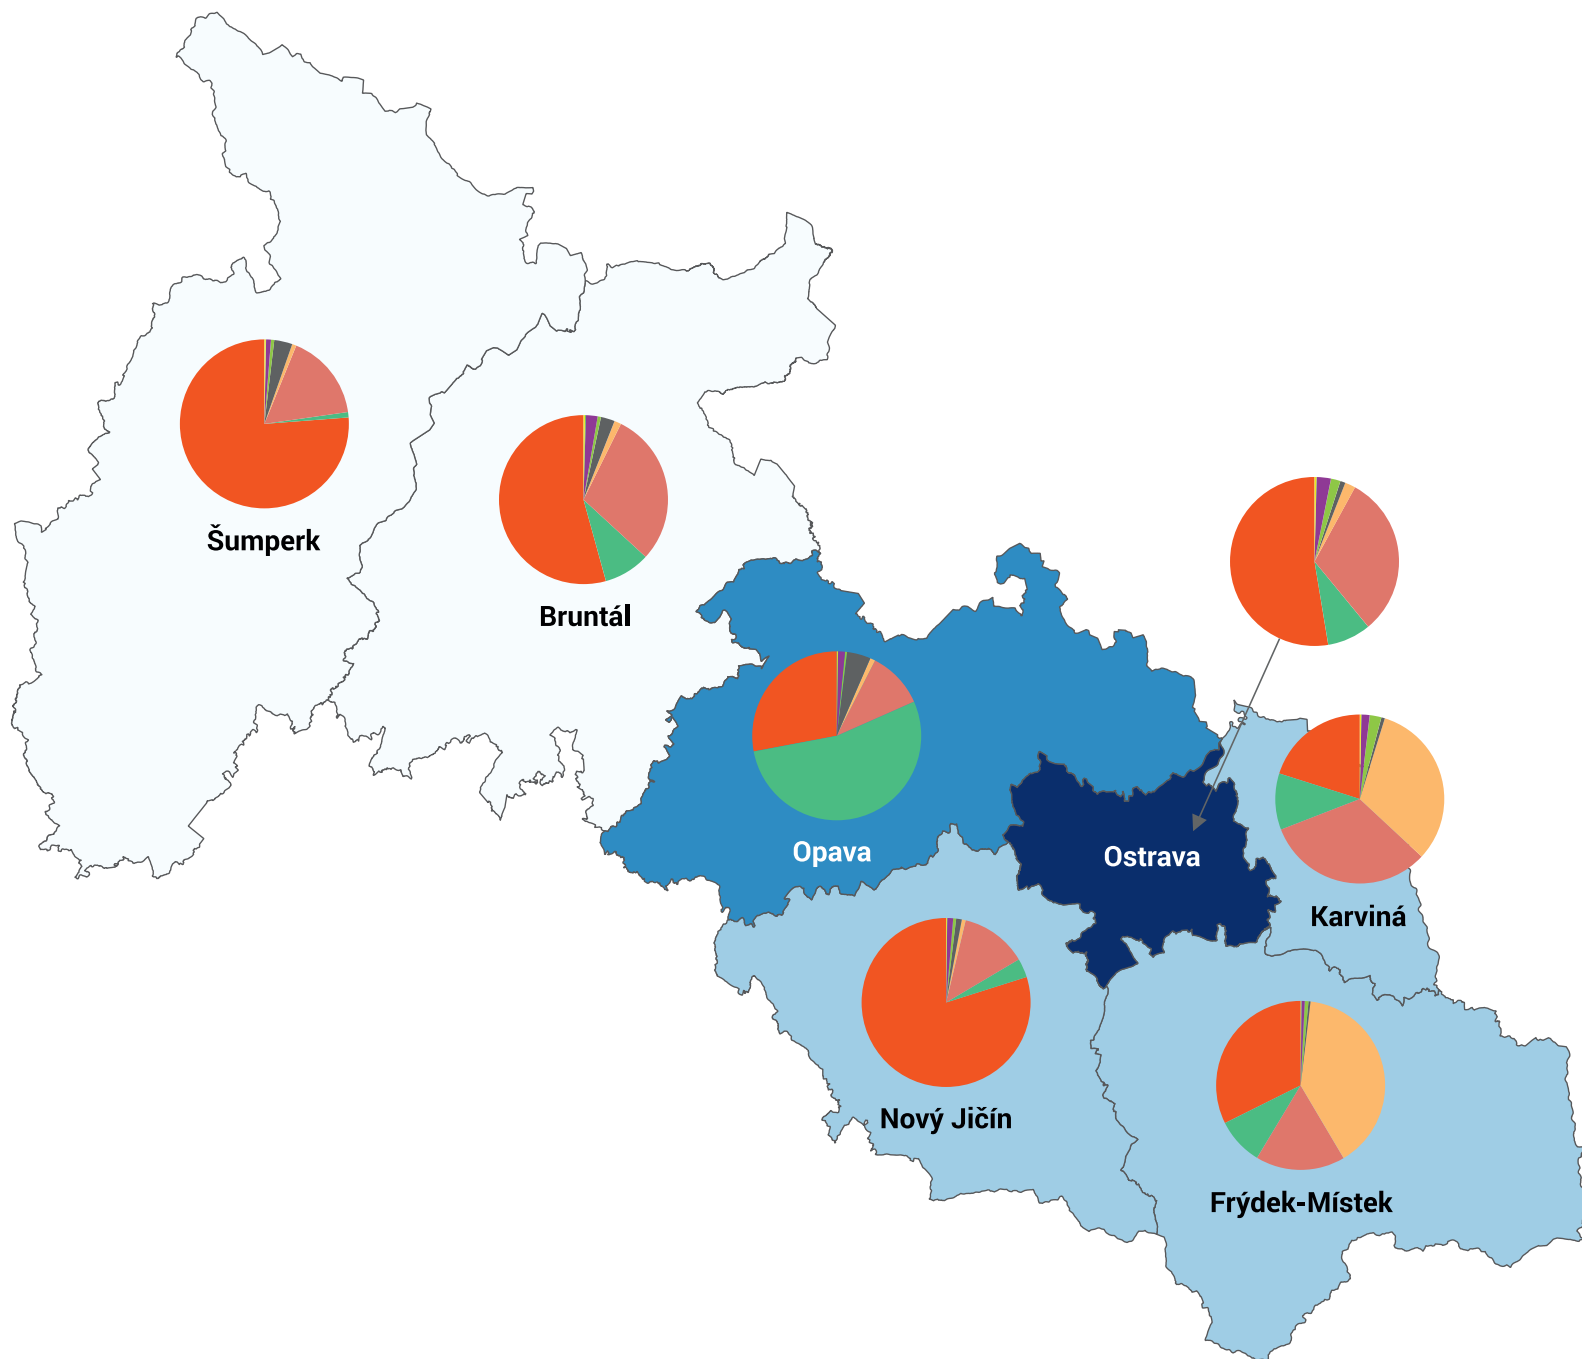 Šumperk
Bruntál
Opava
Ostrava
Karviná
Nový Jičín
Frýdek-Místek